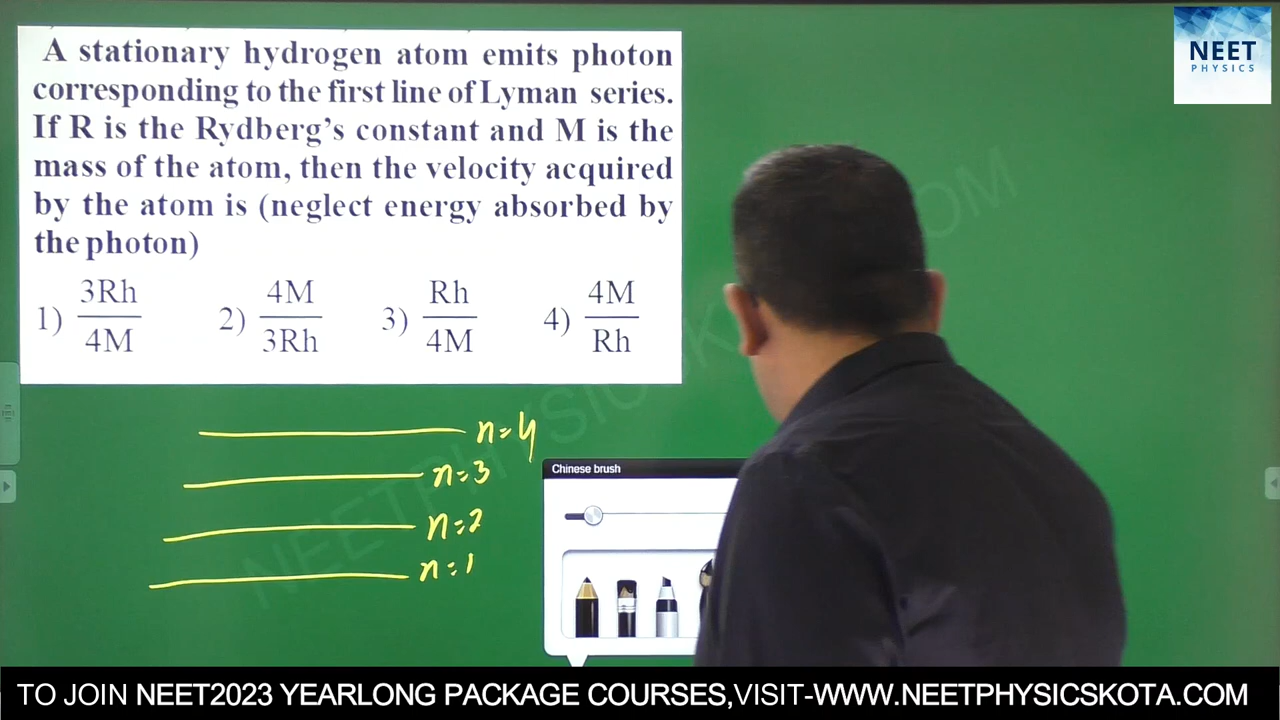 A stationary hydrogen atom emits photon
corresponding to the first line of Lyman series.
If R is the Rydberg's constant and M is the
mass of the atom, then the velocity acquired
by the atom is (neglect energy absorbed by
the photon)
1) 3Rh/4M 2) 4M/3Rh 3) Rh/4M 4) 4M/Rh
NEET
PHYSICS
n=4
n=3
n=2
n=1
Chinese brush
TO JOIN NEET2023 YEARLONG PACKAGE COURSES,VISIT-WWW.NEETPHYSICSKOTA.COM